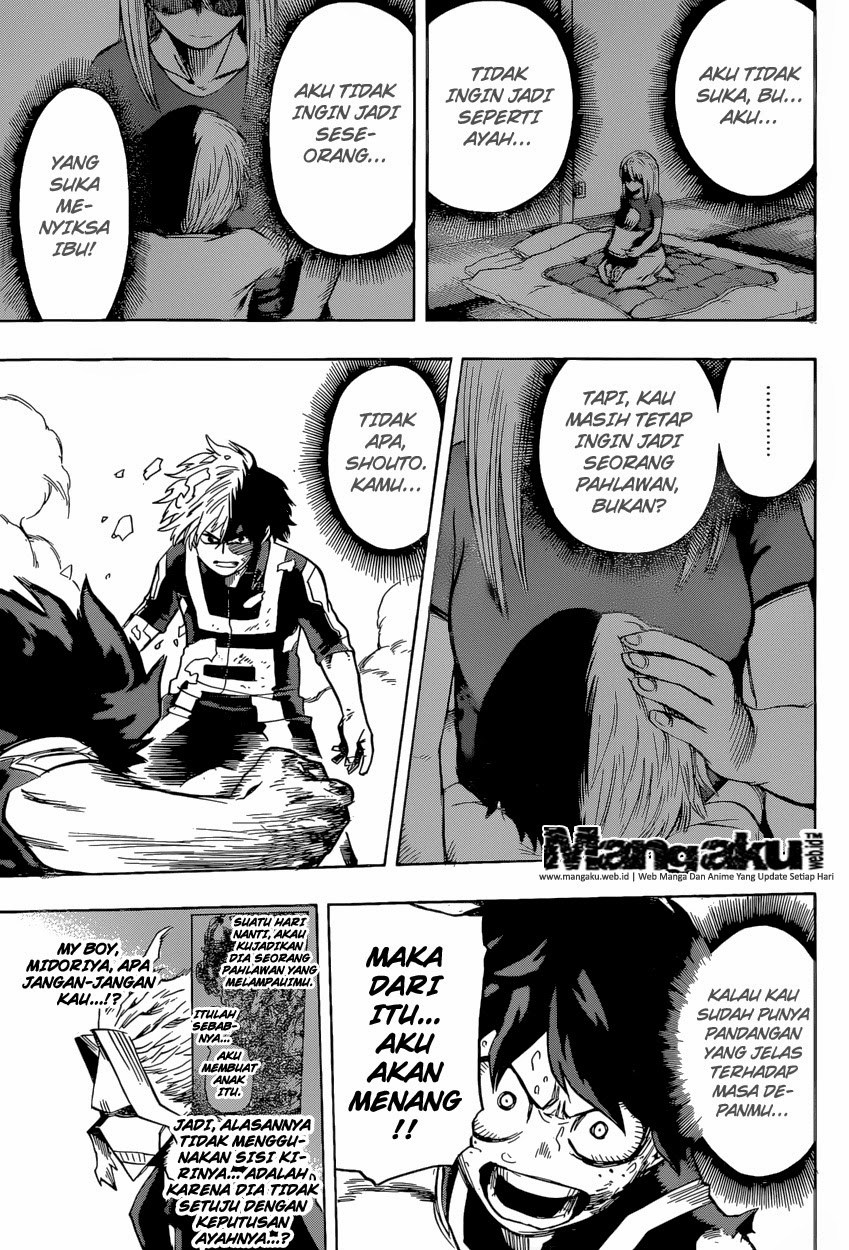 AKU TIDAK
SUKA, BU...
AKU...
TIDAK
INGIN JADI
SEPERTI
AYAH...
AKU TIDAK
INGIN JADI
SESE-
ORANG...
YANG
SUKA
ME-
NYIKSA
IBU!
..........
TAPI, KAU
MASIH TETAP
INGIN JADI
SEORANG
PAHLAWAN,
BUKAN?
TIDAK
APA,
SHOUTO.
KAMU...
Mangaku
web.id
www.mangaku.web.id | Web Manga Dan Anime Yang Update Setiap Hari
KALAU KAU
SUDAH PUNYA
PANDANGAN
YANG JELAS
TERHADAP
MASA DE-
PANMU...
MAKA
DARI
ITU...
AKU
AKAN
MENANG
!!
SUATU HARI
NANTI, AKAU
KUJADIKAN
DIA SEORANG
PAHLAWAN YANG
MELAMPAUIMU.
ITULAH
SEBAB-
NYA...
AKU
MEMBUAT
ANAK
ITU.
MY BOY,
MIDORIYA, APA
JANGAN-JANGAN
KAU...!?
JADI, ALASANNYA
TIDAK MENGGU-
NAKAN SISI KI-
RINYA... ADALAH
KARENA DIA TIDAK
SETUJU DENGAN
KEPUTUSAN
AYAHNYA...?